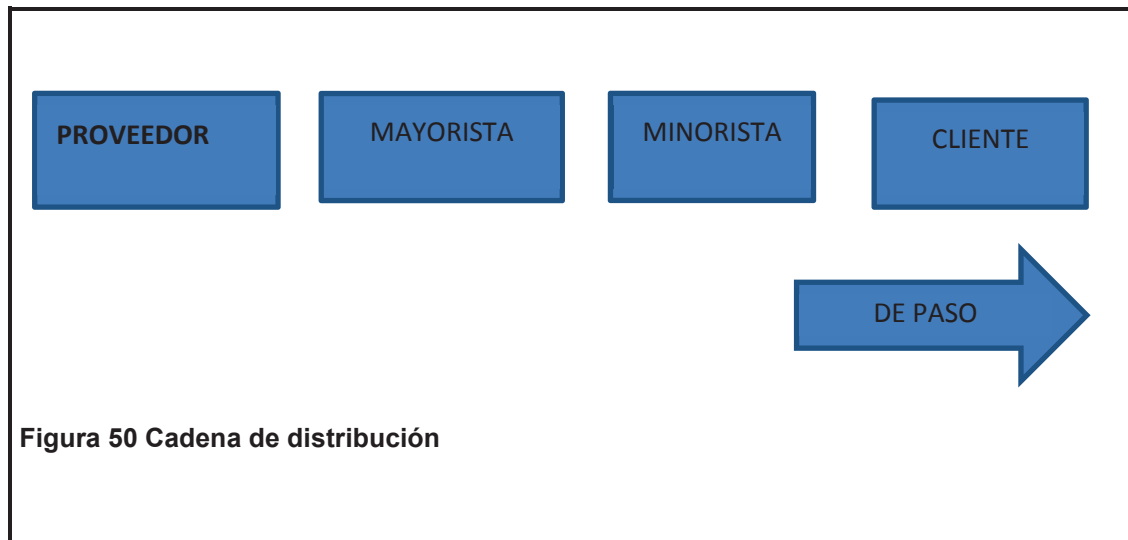 PROVEEDOR
MAYORISTA
MINORISTA
CLIENTE
DE PASO
Figura 50 Cadena de distribución